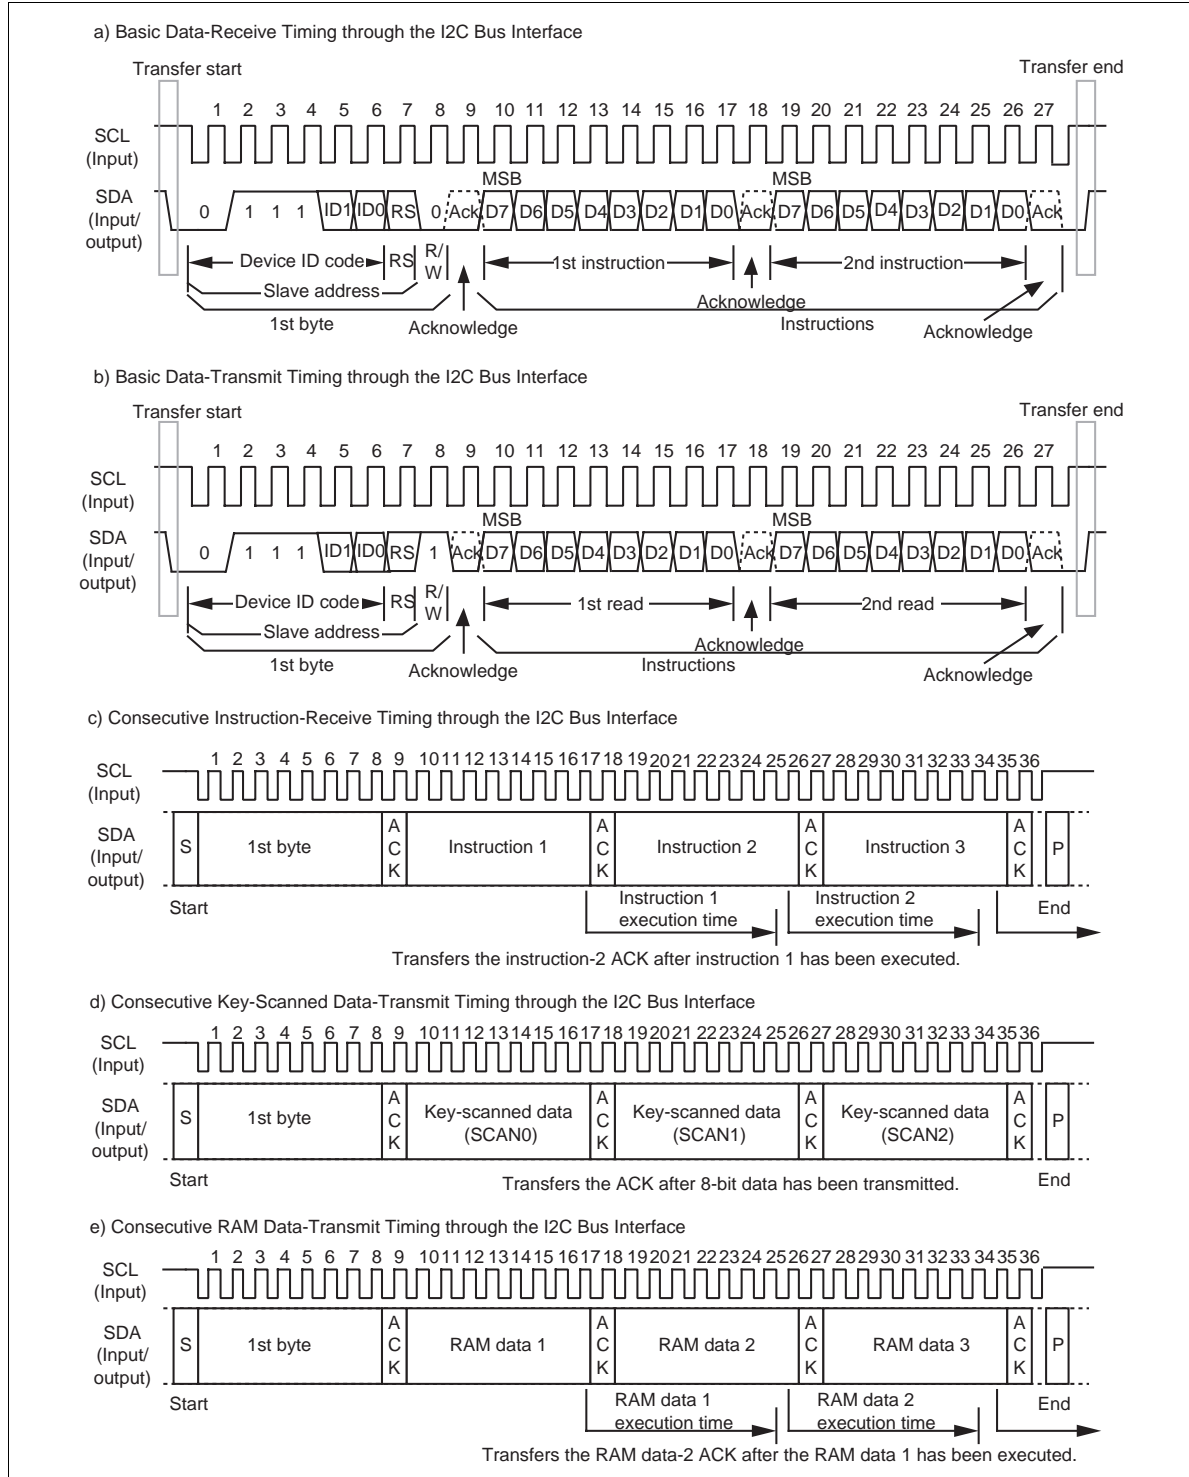 a) Basic Data-Receive Timing through the I2C Bus Interface
Transfer start
Transfer end
1 2 3 4 5 6 7 8 9 10 11 12 13 14 15 16 17 18 19 20 21 22 23 24 25 26 27
SCL
(Input)
MSB MSB
SDA
(Input/
output)
0 1 1 1 ID1 ID0 RS 0 Ack D7 D6 D5 D4 D3 D2 D1 D0 Ack D7 D6 D5 D4 D3 D2 D1 D0 Ack
Device ID code RS R/
W
1st instruction 2nd instruction
Slave address
Acknowledge
1st byte
Acknowledge
Instructions
Acknowledge
b) Basic Data-Transmit Timing through the I2C Bus Interface
Transfer start
Transfer end
1 2 3 4 5 6 7 8 9 10 11 12 13 14 15 16 17 18 19 20 21 22 23 24 25 26 27
SCL
(Input)
MSB MSB
SDA
(Input/
output)
0 1 1 1 ID1 ID0 RS 1 Ack D7 D6 D5 D4 D3 D2 D1 D0 Ack D7 D6 D5 D4 D3 D2 D1 D0 Ack
Device ID code RS R/
W
1st read 2nd read
Slave address
Acknowledge
1st byte
Acknowledge
Instructions
Acknowledge
c) Consecutive Instruction-Receive Timing through the I2C Bus Interface
1 2 3 4 5 6 7 8 9 10 11 12 13 14 15 16 17 18 19 20 21 22 23 24 25 26 27 28 29 30 31 32 33 34 35 36
SCL
(Input)
SDA
(Input/
output)
S 1st byte ACK Instruction 1 ACK Instruction 2 ACK Instruction 3 ACK P
Start
Instruction 1
execution time
Instruction 2
execution time
End
Transfers the instruction-2 ACK after instruction 1 has been executed.
d) Consecutive Key-Scanned Data-Transmit Timing through the I2C Bus Interface
1 2 3 4 5 6 7 8 9 10 11 12 13 14 15 16 17 18 19 20 21 22 23 24 25 26 27 28 29 30 31 32 33 34 35 36
SCL
(Input)
SDA
(Input/
output)
S 1st byte ACK Key-scanned data
(SCAN0)
ACK Key-scanned data
(SCAN1)
ACK Key-scanned data
(SCAN2)
ACK P
Start
End
Transfers the ACK after 8-bit data has been transmitted.
e) Consecutive RAM Data-Transmit Timing through the I2C Bus Interface
1 2 3 4 5 6 7 8 9 10 11 12 13 14 15 16 17 18 19 20 21 22 23 24 25 26 27 28 29 30 31 32 33 34 35 36
SCL
(Input)
SDA
(Input/
output)
S 1st byte ACK RAM data 1 ACK RAM data 2 ACK RAM data 3 ACK P
Start
RAM data 1
execution time
RAM data 2
execution time
End
Transfers the RAM data-2 ACK after the RAM data 1 has been executed.